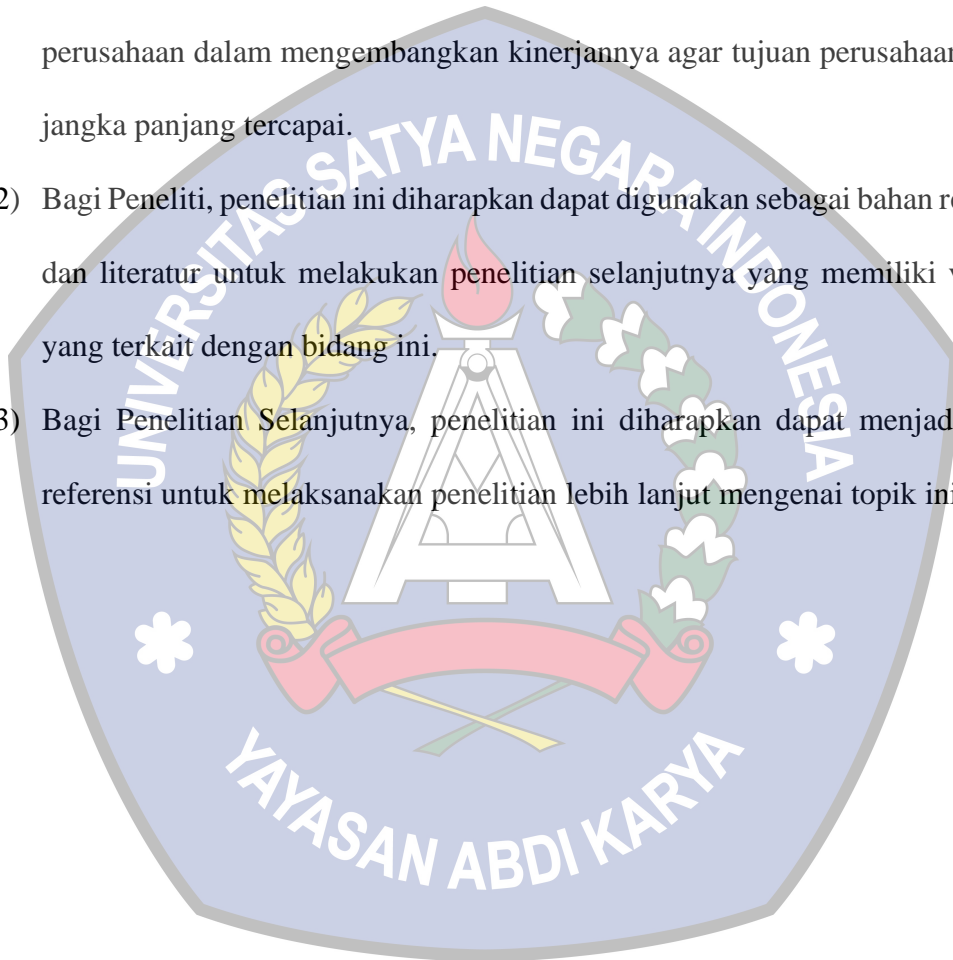 perusahaan dalam mengembangkan kinerjannya agar tujuan perusahaan
jangka panjang tercapai.
2) Bagi Peneliti, penelitian ini diharapkan dapat digunakan sebagai bahan
dan literatur untuk melakukan penelitian selanjutnya yang memiliki
yang terkait dengan bidang ini.
3) Bagi Penelitian Selanjutnya, penelitian ini diharapkan dapat
referensi untuk melaksanakan penelitian lebih lanjut mengenai topik ini
UNIVERSITAS SATYA NEGARA INDONESIA
YAYASAN ABDI KARYA